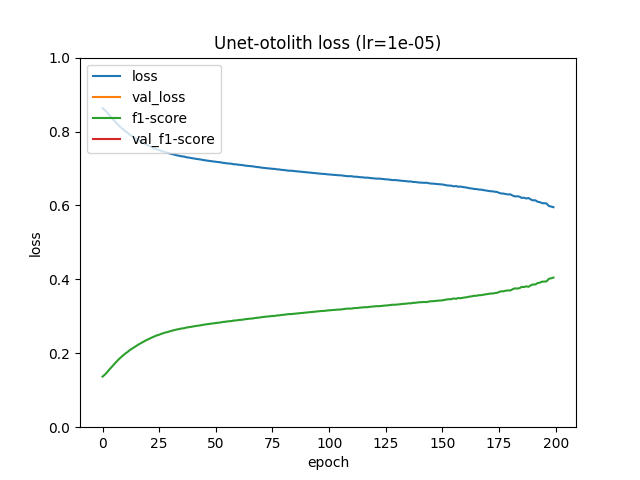 Unet-otolith loss (lr=1e-05)
1.0
0.8
0.6
0.4
0.2
0.0
loss
loss
val_loss
f1-score
val_f1-score
0 25 50 75 100 125 150 175 200
epoch